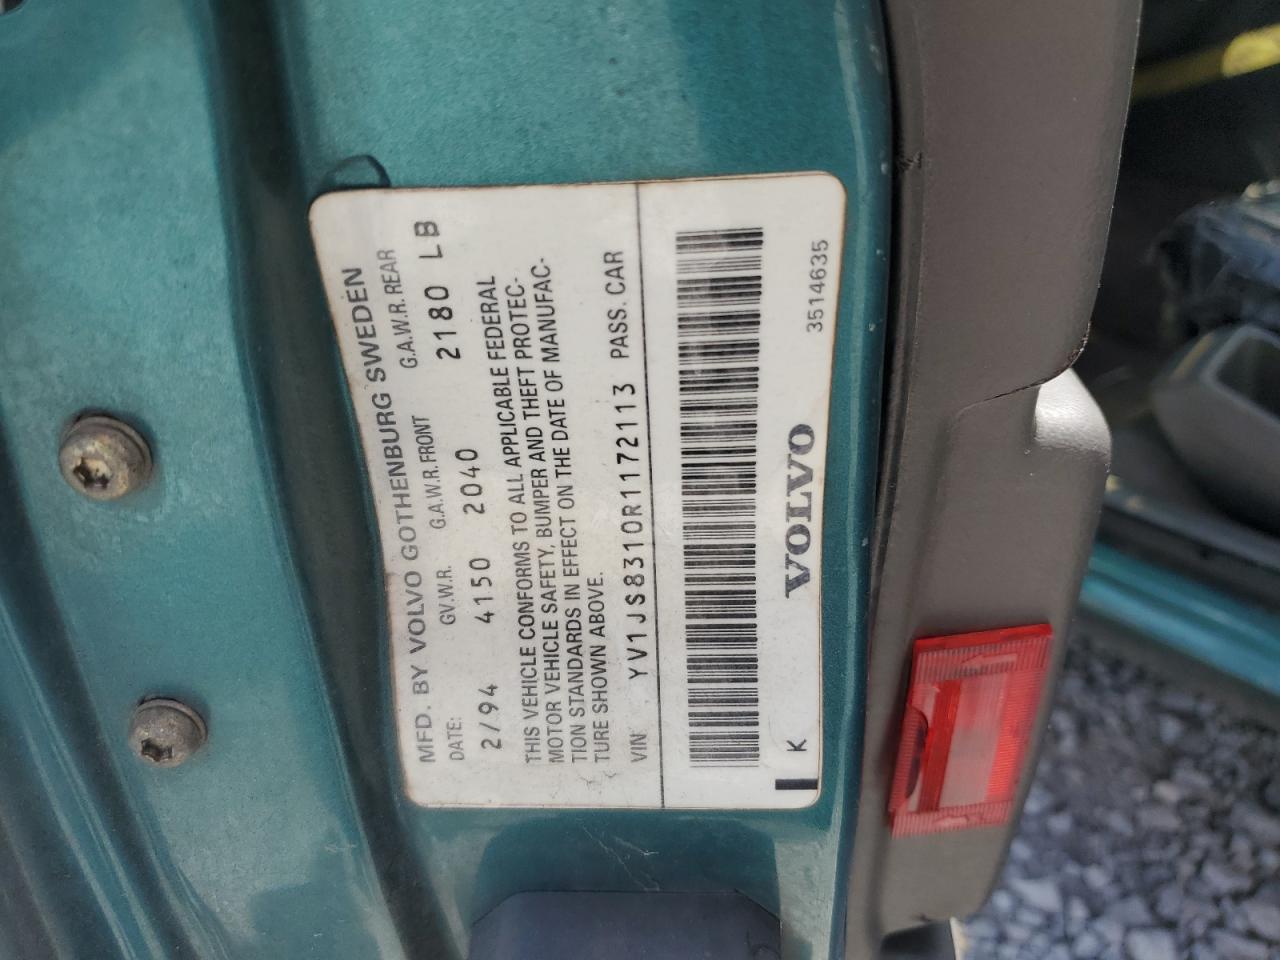 MFD. BY VOLVO GOTHENBURG SWEDEN
DATE: G.V.W.R. G.A.W.R. FRONT G.A.W.R. REAR
2/94 4150 2040 2180 LB
THIS VEHICLE CONFORMS TO ALL APPLICABLE FEDERAL
MOTOR VEHICLE SAFETY, BUMPER AND THEFT PROTEC-
TION STANDARDS IN EFFECT ON THE DATE OF MANUFAC-
TURE SHOWN ABOVE.
VIN: YV1JS8310R1172113 PASS. CAR
K VOLVO 3514635